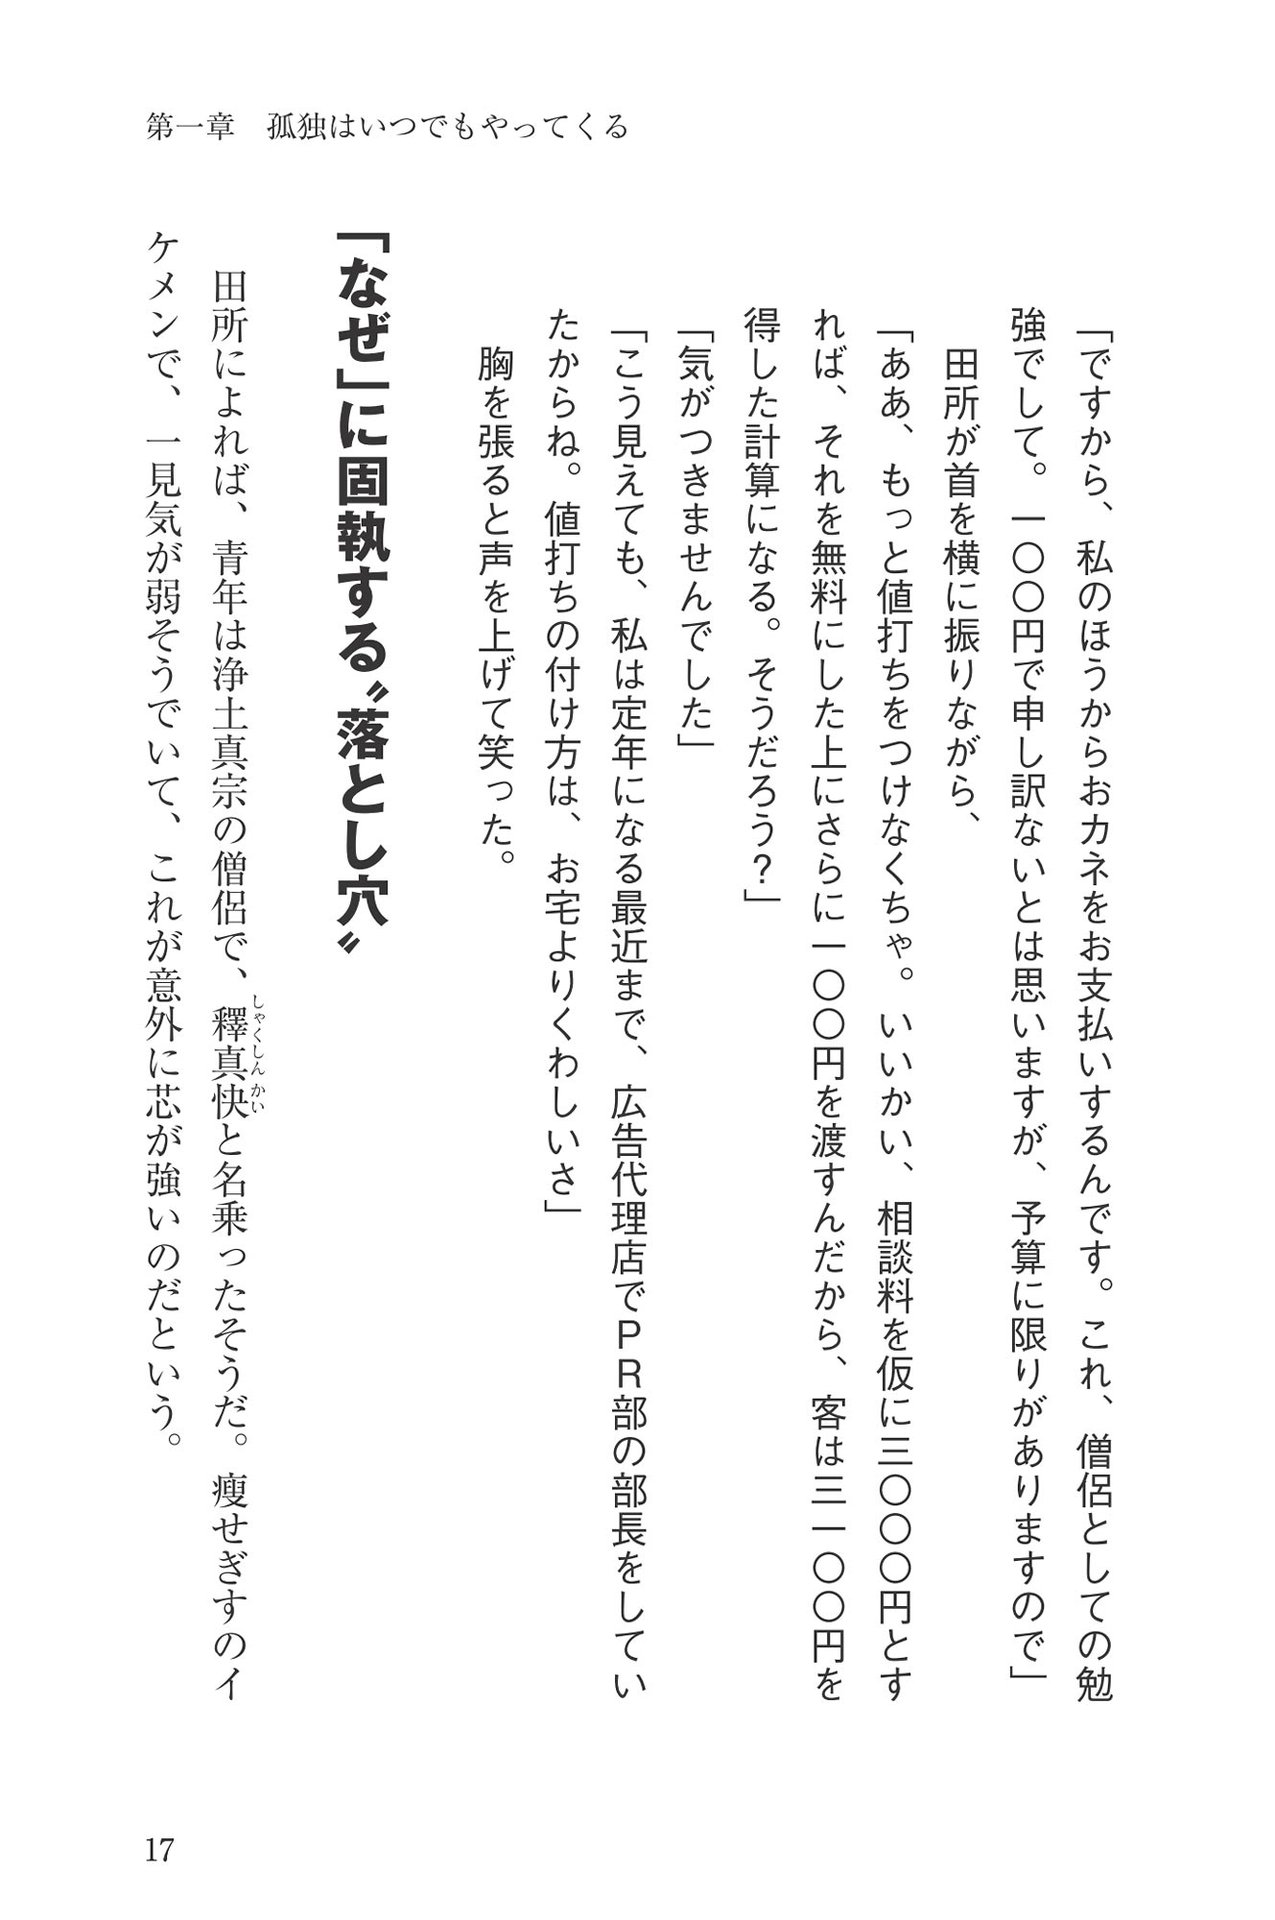 第一章　孤独はいつでもやってくる
「ですから、私のほうからおカネをお支払いするんです。これ、僧侶としての勉
強でして。一〇〇円で申し訳ないとは思いますが、予算に限りがありますので」
　田所が首を横に振りながら、
「ああ、もっと値打ちをつけなくちゃ。いいかい、相談料を仮に三〇〇〇円とす
れば、それを無料にした上にさらに一〇〇円を渡すんだから、客は三一〇〇円を
得した計算になる。そうだろう？」
「気がつきませんでした」
「こう見えても、私は定年になる最近まで、広告代理店でＰＲ部の部長をしてい
たからね。値打ちの付け方は、お宅よりくわしいさ」
　胸を張ると声を上げて笑った。
「なぜ」に固執する〝落とし穴〟
　田所によれば、青年は浄土真宗の僧侶で、釋真快と名乗ったそうだ。痩せぎすのイ
しゃくしんかい
ケメンで、一見気が弱そうでいて、これが意外に芯が強いのだという。
17